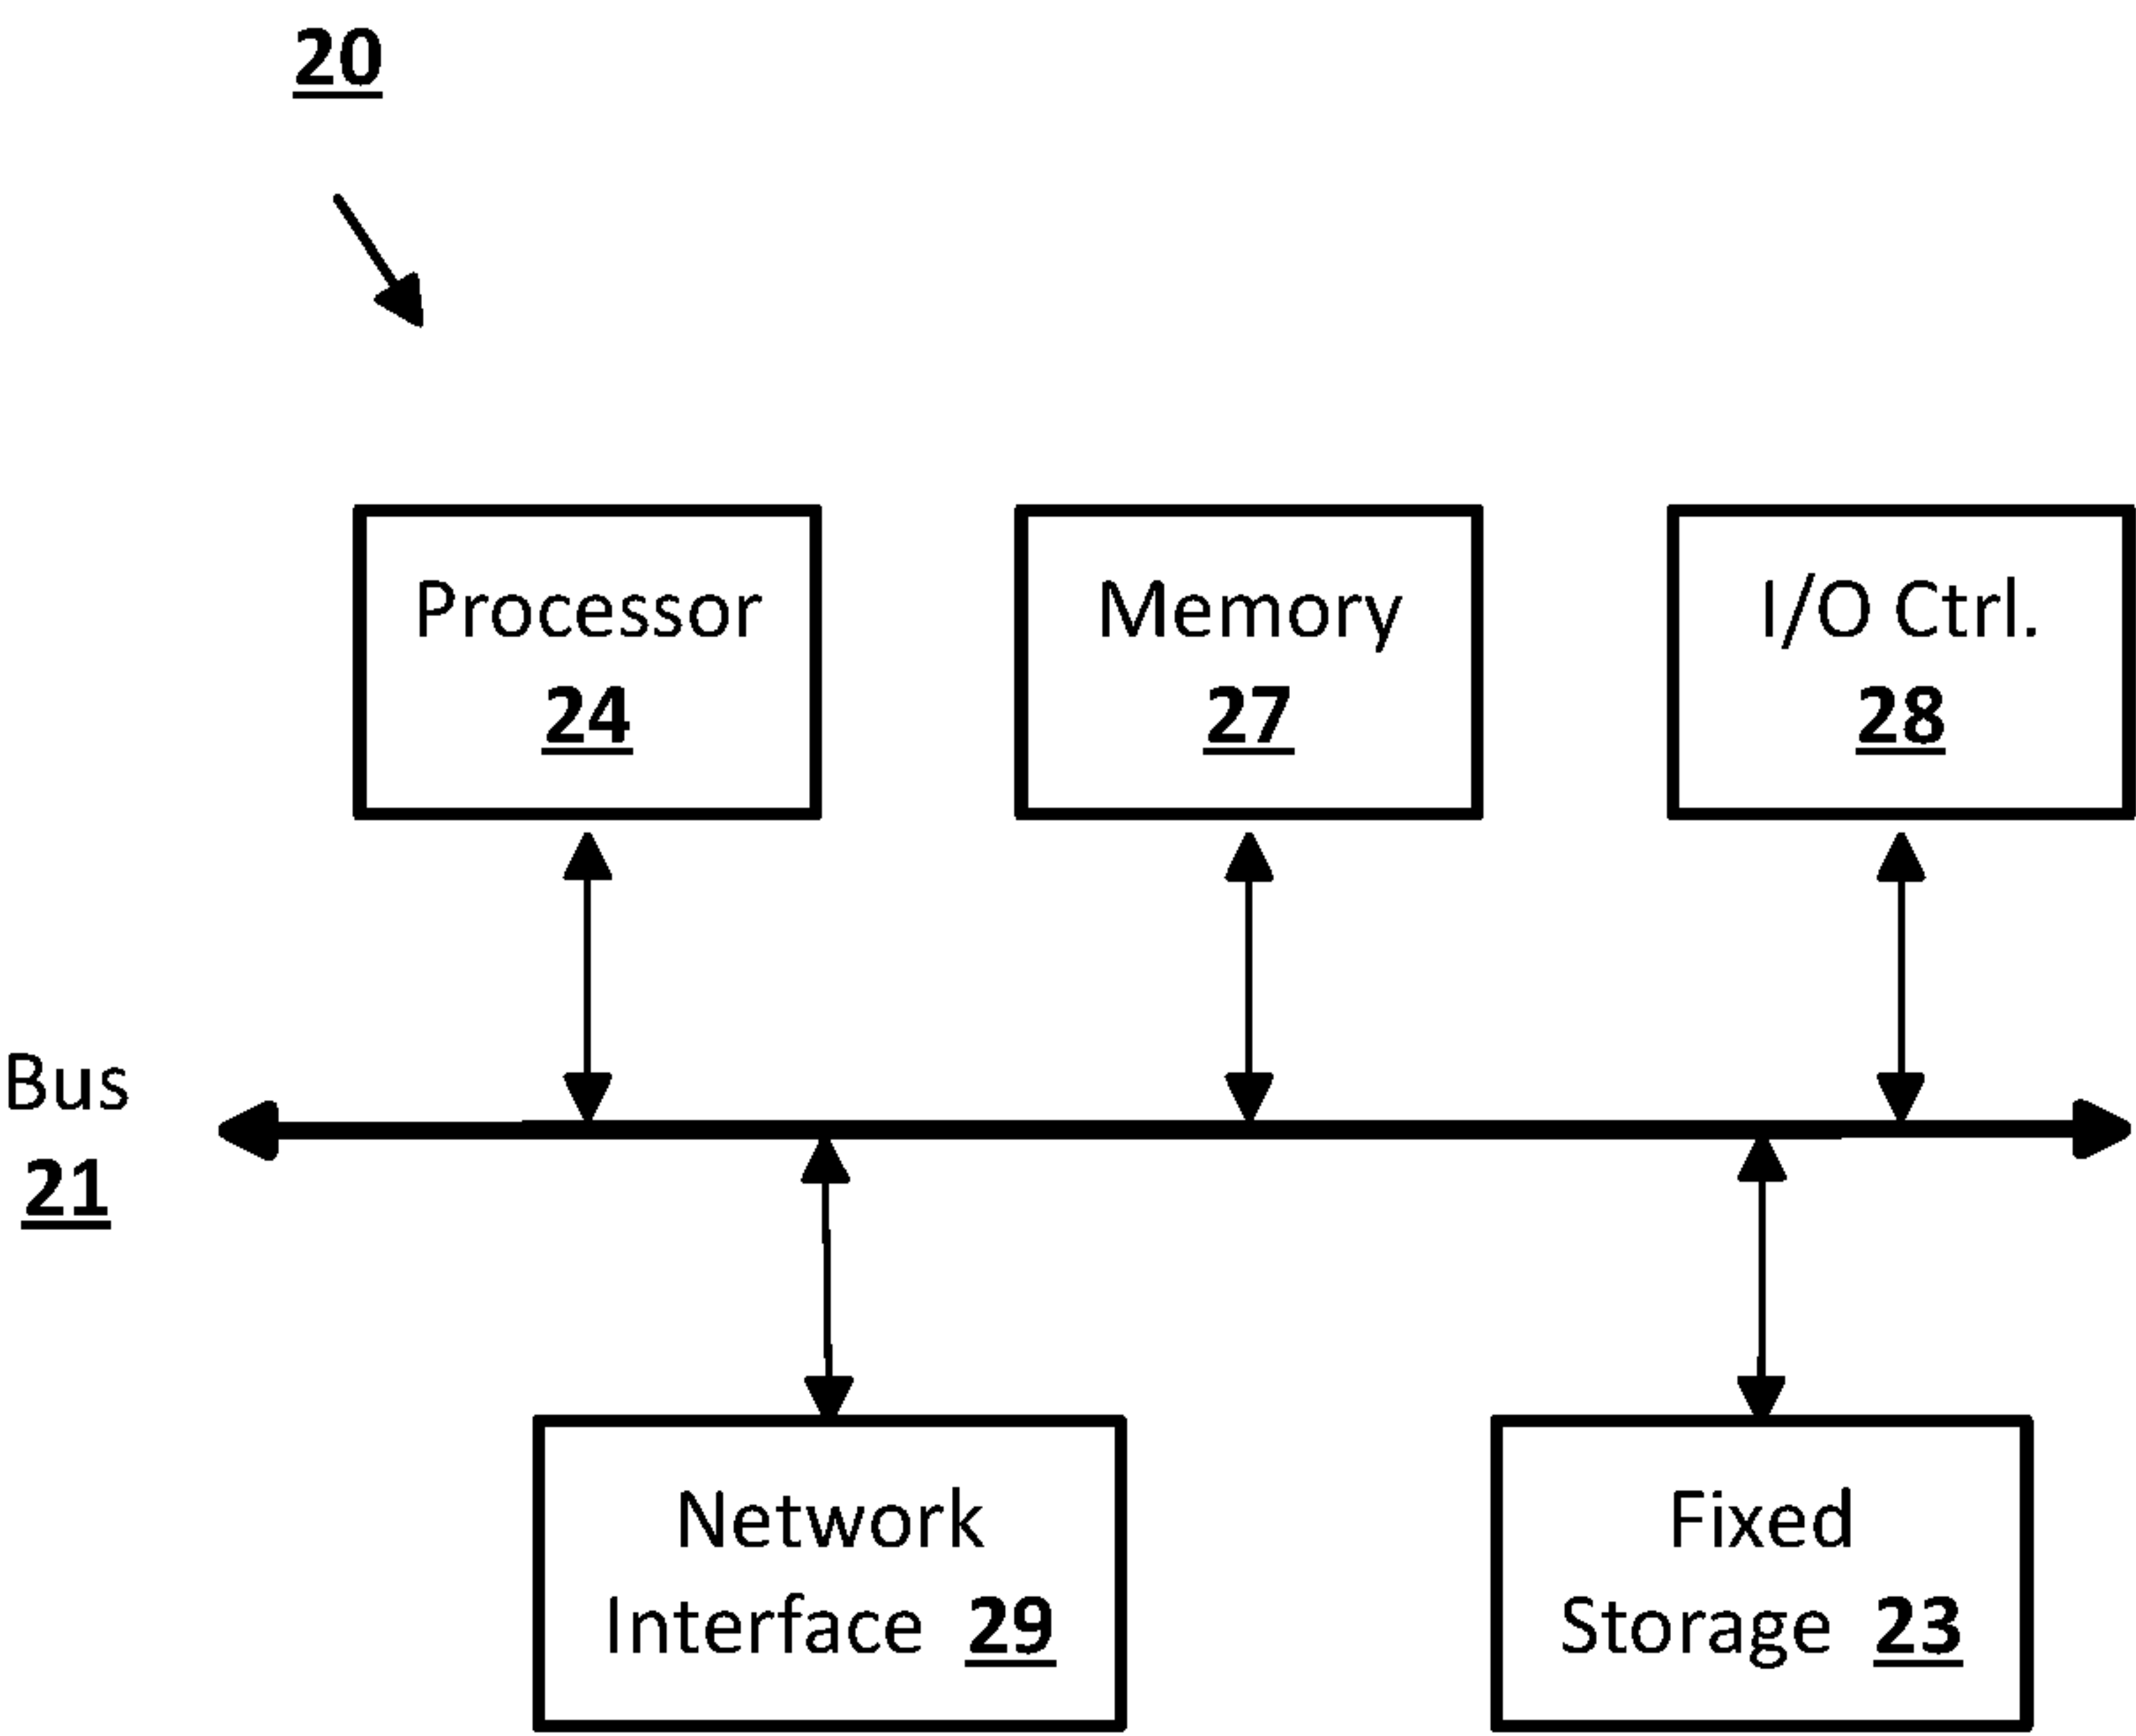 20
Processor
24
Memory
27
I/O Ctrl.
28
Bus
21
Network
Interface 29
Fixed
Storage 23